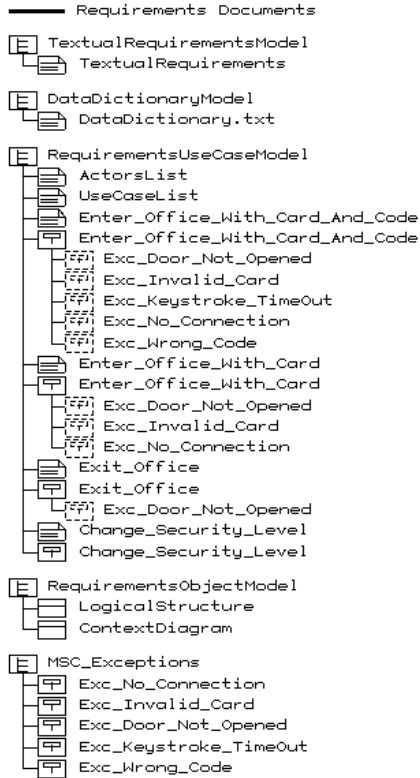 Requirements Documents
TextualRequirementsModel
TextualRequirements
DataDictionaryModel
DataDictionary.txt
RequirementsUseCaseModel
ActorsList
UseCaseList
Enter_Office_With_Card_And_Code
Enter_Office_With_Card_And_Code
Exc_Door_Not_Opened
Exc_Invalid_Card
Exc_Keystroke_TimeOut
Exc_No_Connection
Exc_Wrong_Code
Enter_Office_With_Card
Enter_Office_With_Card
Exc_Door_Not_Opened
Exc_Invalid_Card
Exc_No_Connection
Exit_Office
Exit_Office
Exc_Door_Not_Opened
Change_Security_Level
Change_Security_Level
RequirementsObjectModel
LogicalStructure
ContextDiagram
MSC_Exceptions
Exc_No_Connection
Exc_Invalid_Card
Exc_Door_Not_Opened
Exc_Keystroke_TimeOut
Exc_Wrong_Code